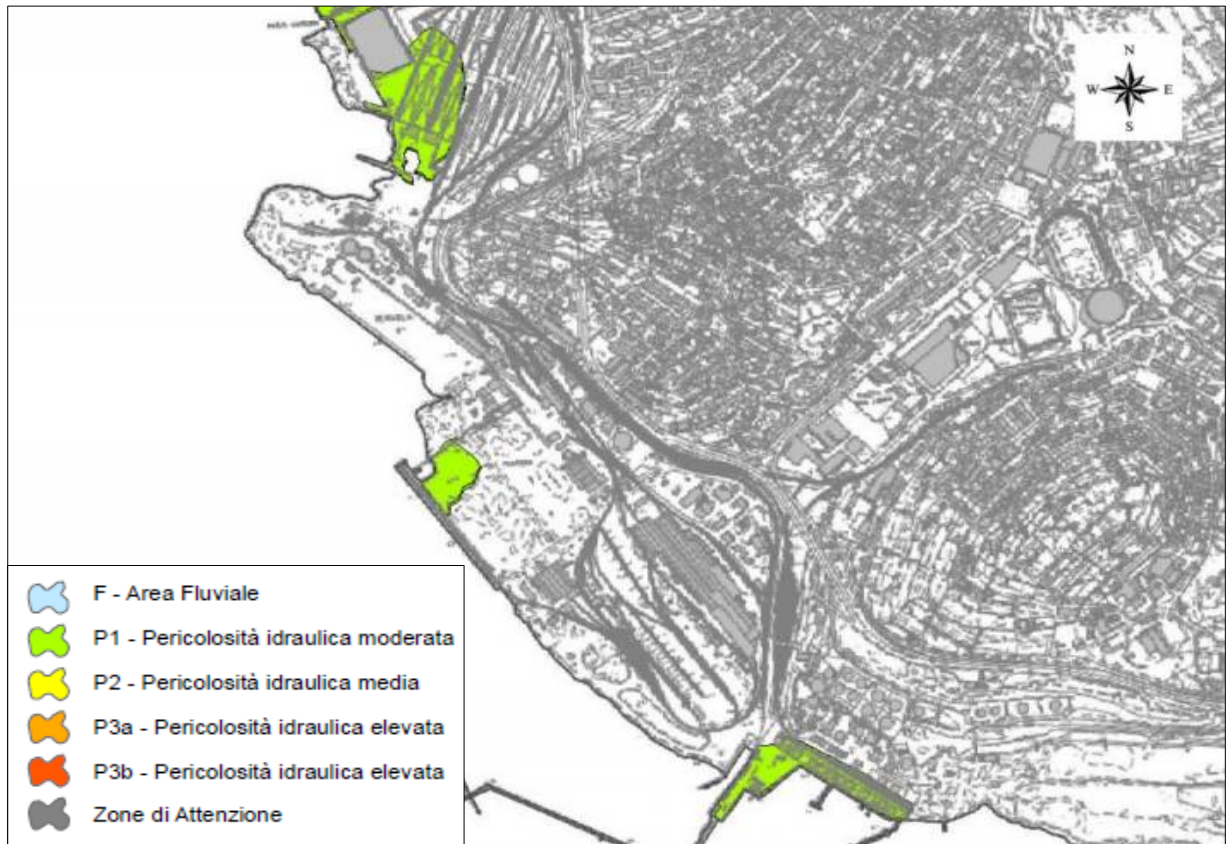 N
W E
S
SERVOLA
F - Area Fluviale
P1 - Pericolosità idraulica moderata
P2 - Pericolosità idraulica media
P3a - Pericolosità idraulica elevata
P3b - Pericolosità idraulica elevata
Zone di Attenzione